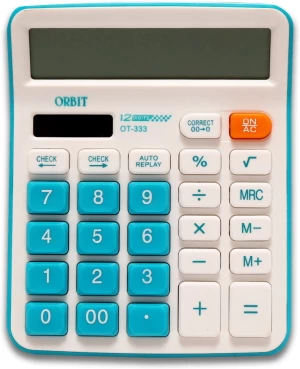 ORBIT
12 DIGITS
CORRECT
00→0
ON
AC
OT-333
CHECK
←
CHECK
→
AUTO
REPLAY
%
√
7 8 9 ÷ MRC
4 5 6 × M−
1 2 3 − M+
0 00 · + =